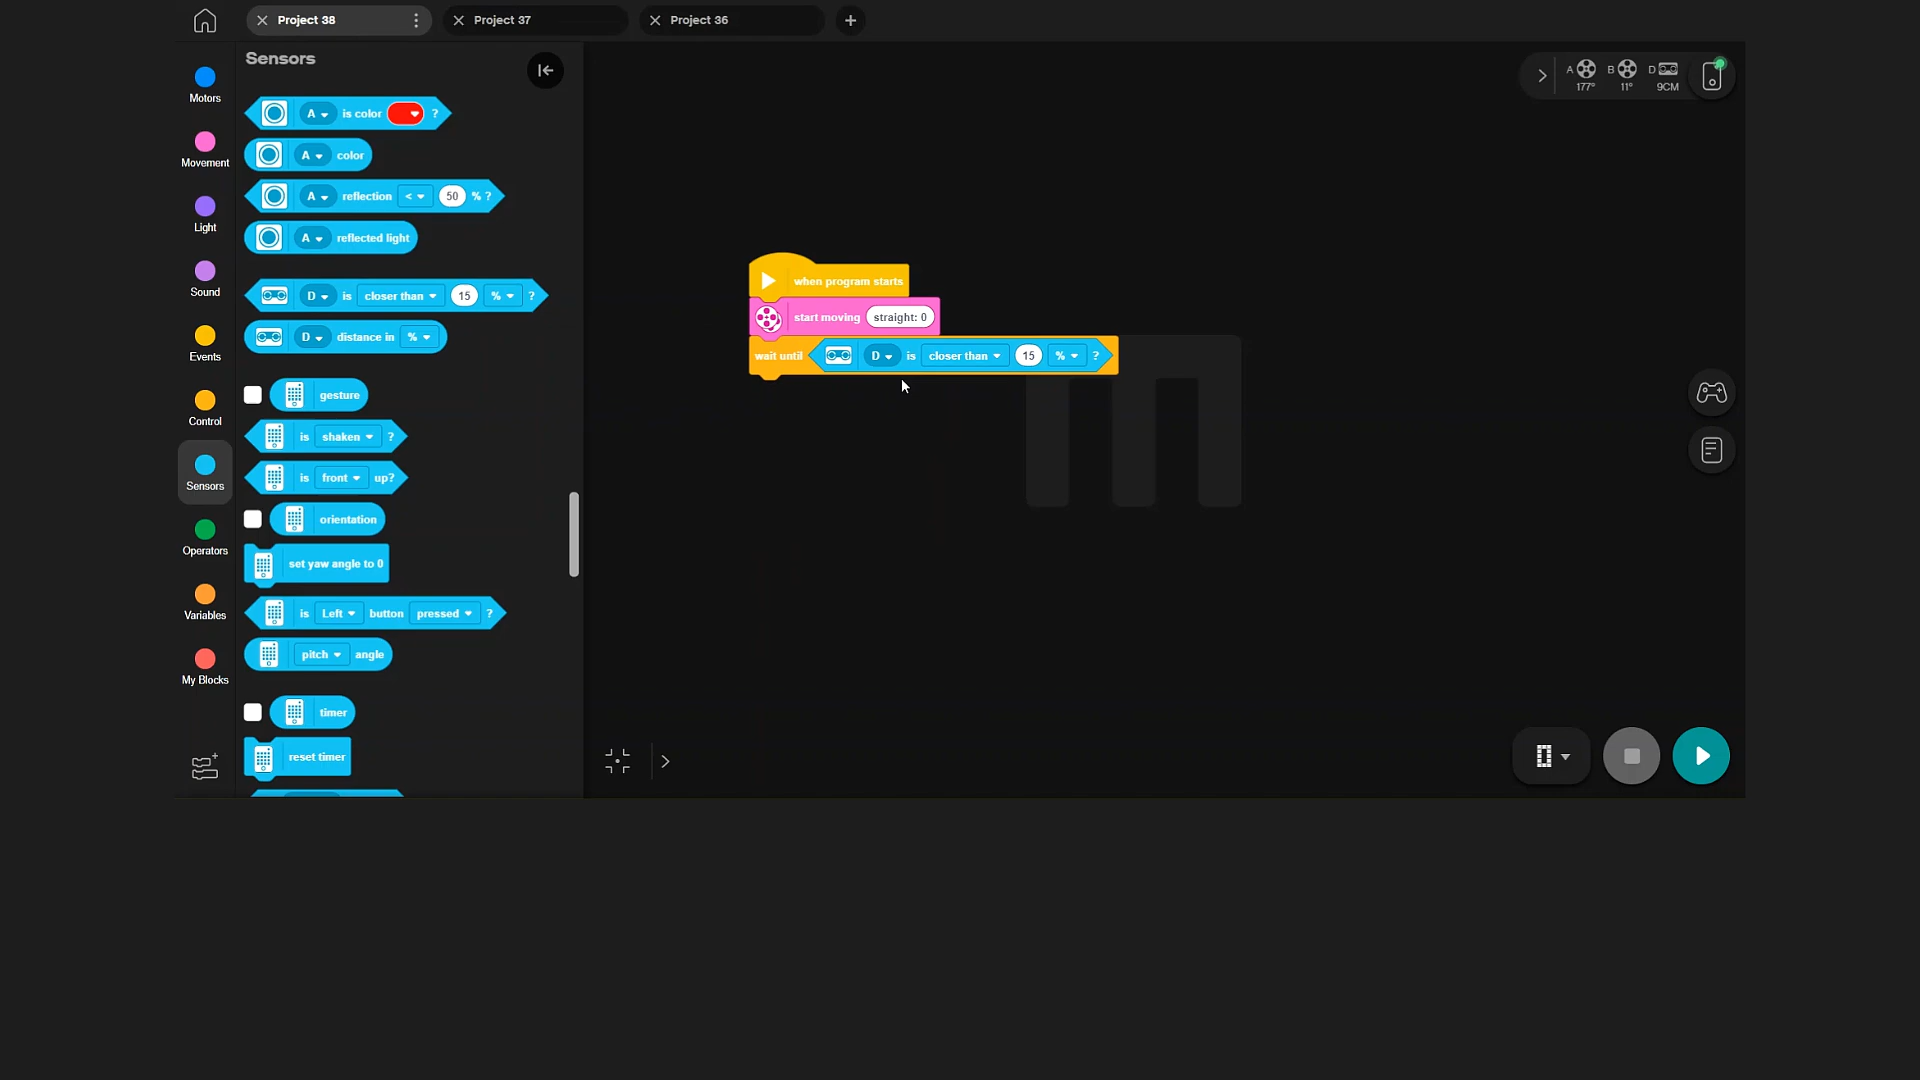 Project 38
Project 37
Project 36
Sensors
Motors
Movement
Light
Sound
Events
Control
Sensors
Operators
Variables
My Blocks
A is color ?
A color
A reflection < 50 % ?
A reflected light
D is closer than 15 % ?
D distance in %
gesture
is shaken ?
is front up?
orientation
set yaw angle to 0
is Left button pressed ?
pitch angle
timer
reset timer
when program starts
start moving straight: 0
wait until D is closer than 15 % ?
A B D
177° 11° 9CM
0